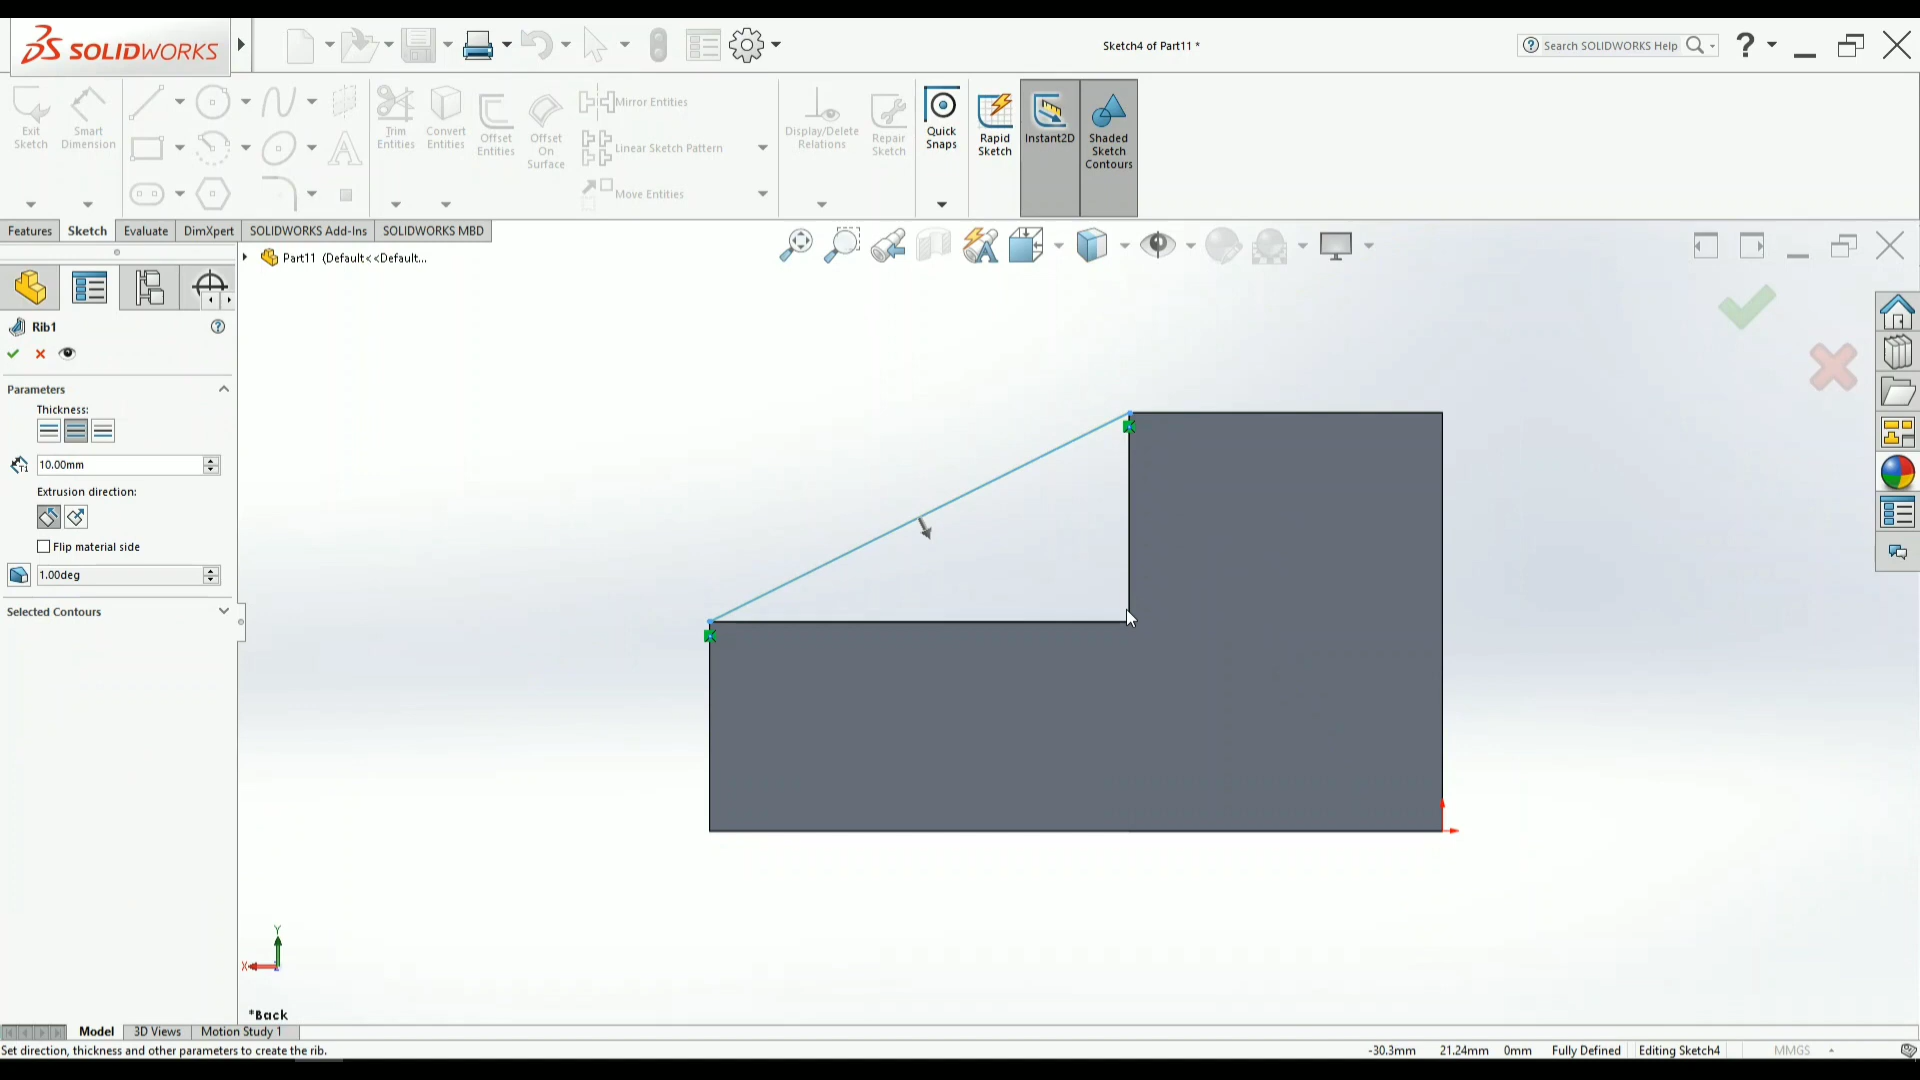 SOLIDWORKS
Sketch4 of Part11 *
Search SOLIDWORKS Help
Exit Sketch
Smart Dimension
Trim Entities
Convert Entities
Offset Entities
Offset On Surface
Mirror Entities
Linear Sketch Pattern
Move Entities
Display/Delete Relations
Repair Sketch
Quick Snaps
Rapid Sketch
Instant2D
Shaded Sketch Contours
Features Sketch Evaluate DimXpert SOLIDWORKS Add-Ins SOLIDWORKS MBD
Part11 (Default<<Default...
Rib1
Parameters
Thickness:
T1 10.00mm
Extrusion direction:
Flip material side
1.00deg
Selected Contours
Y
X
*Back
Model 3D Views Motion Study 1
Set direction, thickness and other parameters to create the rib.
-30.3mm 21.24mm 0mm Fully Defined Editing Sketch4 MMGS